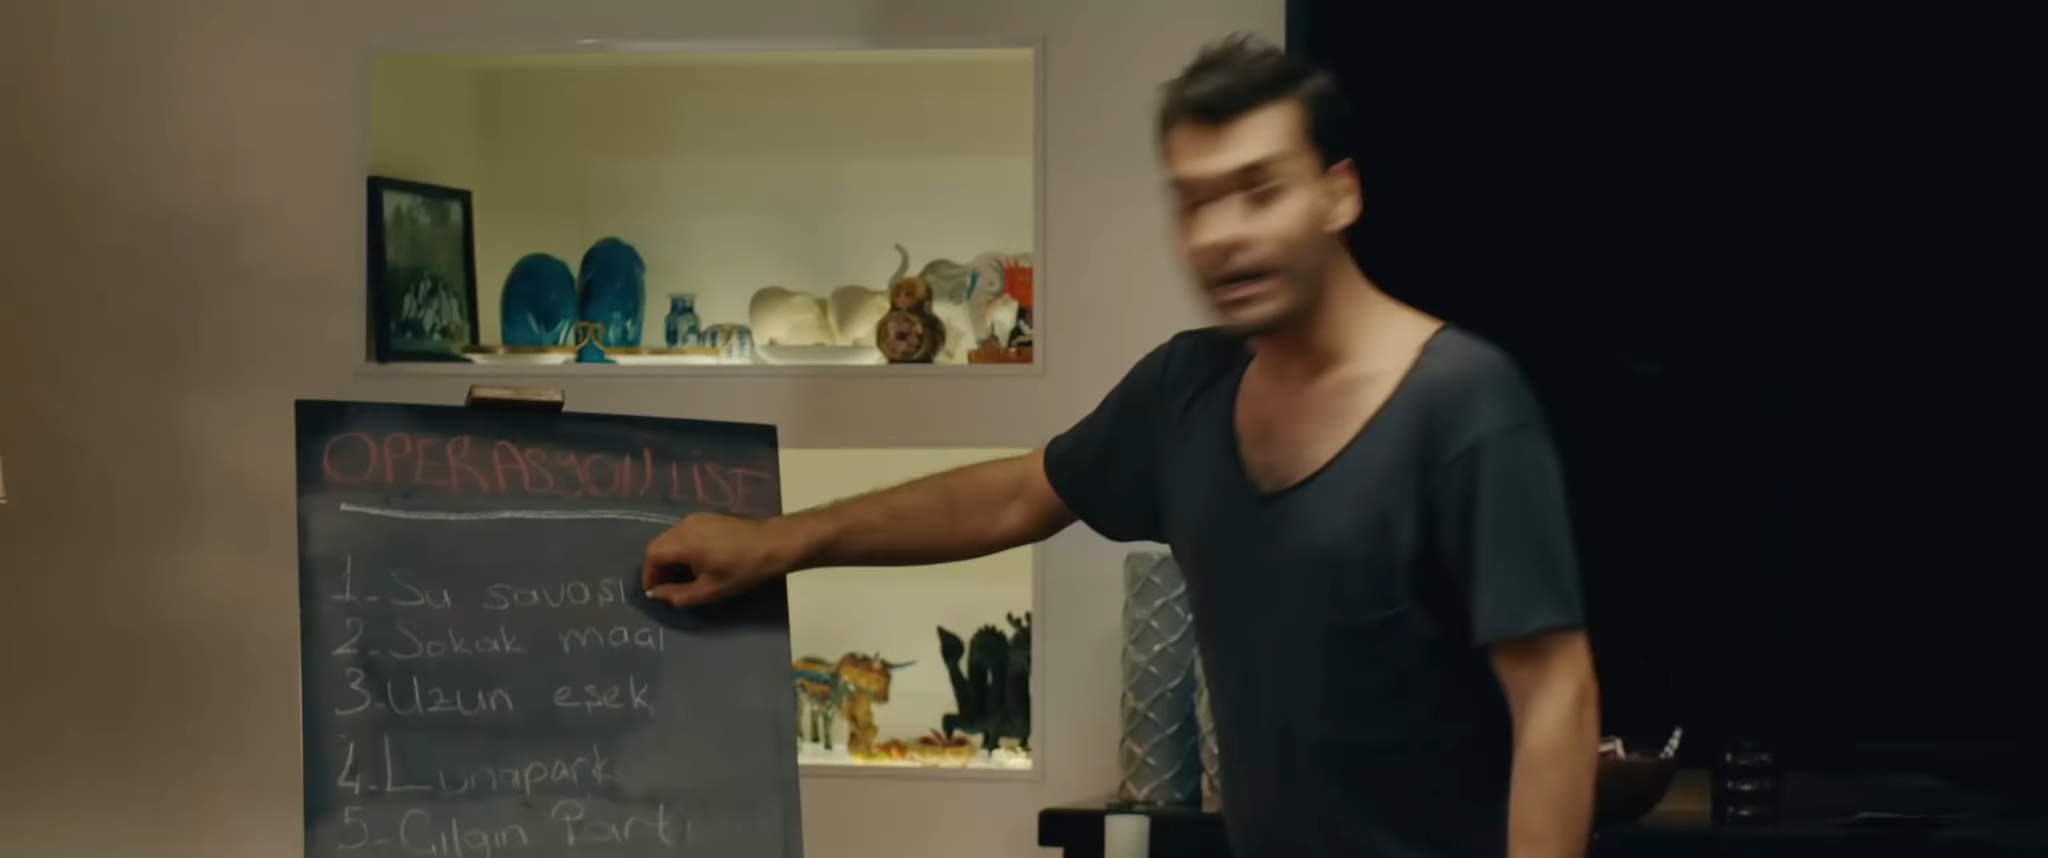 OPERASYON LİSTE
1-Su savaşı
2-Sokak maçı
3-Uzun eşek
4-Lunapark
5-Çılgın Parti